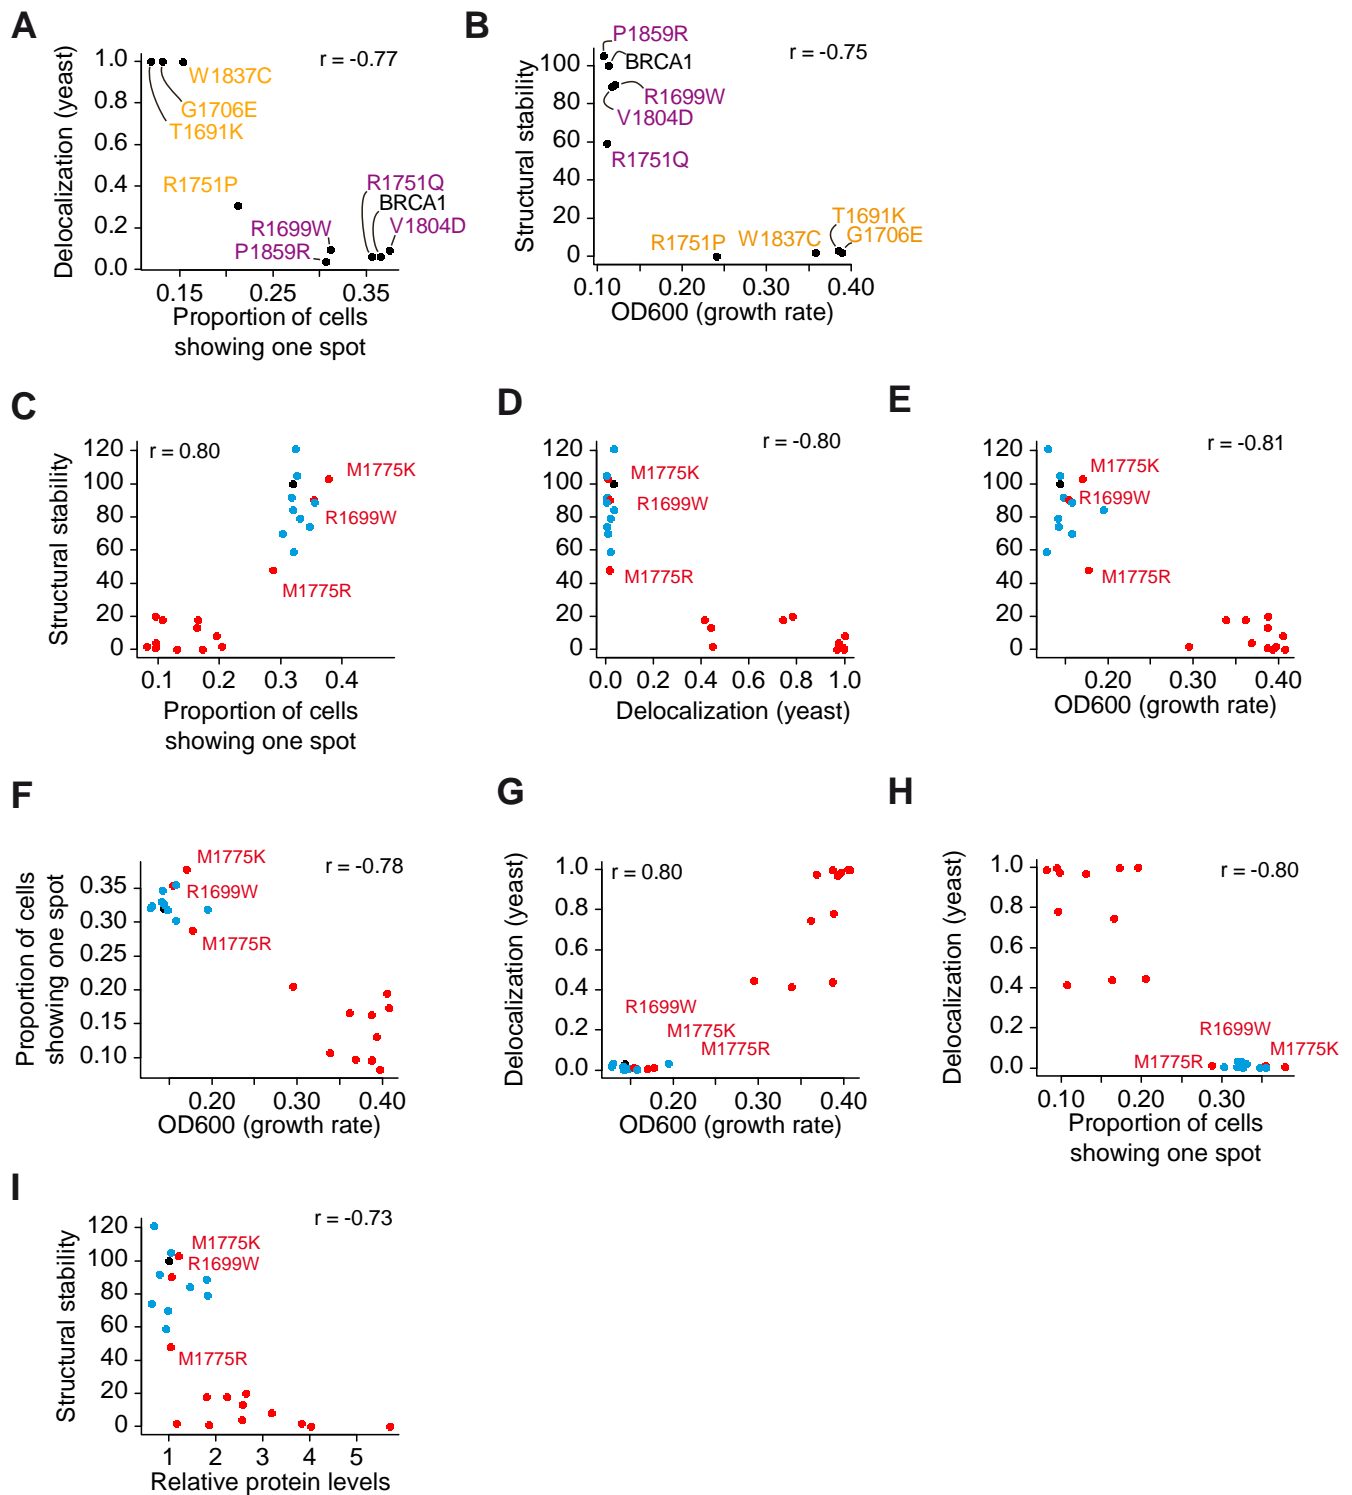 A
Delocalization (yeast)
1.0
0.8
0.6
0.4
0.2
0.0
r = -0.77
W1837C
G1706E
T1691K
R1751P
R1751Q
BRCA1
R1699W
V1804D
P1859R
0.15
0.25
0.35
Proportion of cells
showing one spot
B
Structural stability
100
80
60
40
20
0
P1859R
BRCA1
r = -0.75
R1699W
V1804D
R1751Q
T1691K
R1751P
W1837C
G1706E
0.10
0.20
0.30
0.40
OD600 (growth rate)
C
Structural stability
120
100
80
60
40
20
0
r = 0.80
M1775K
R1699W
M1775R
0.1
0.2
0.3
0.4
Proportion of cells
showing one spot
D
120
100
80
60
40
20
0
r = -0.80
M1775K
R1699W
M1775R
0.0
0.2
0.4
0.6
0.8
1.0
Delocalization (yeast)
E
120
100
80
60
40
20
0
r = -0.81
M1775K
R1699W
M1775R
0.20
0.30
0.40
OD600 (growth rate)
F
Proportion of cells
showing one spot
0.35
0.30
0.20
0.15
0.10
M1775K
r = -0.78
R1699W
M1775R
0.20
0.30
0.40
OD600 (growth rate)
G
Delocalization (yeast)
1.0
0.8
0.6
0.4
0.2
0.0
r = 0.80
R1699W
M1775K
M1775R
0.20
0.30
0.40
OD600 (growth rate)
H
Delocalization (yeast)
1.0
0.8
0.6
0.4
0.2
0.0
r = -0.80
R1699W
M1775R
M1775K
0.10
0.20
0.30
Proportion of cells
showing one spot
I
Structural stability
120
100
80
60
40
20
0
r = -0.73
M1775K
R1699W
M1775R
1
2
3
4
5
Relative protein levels